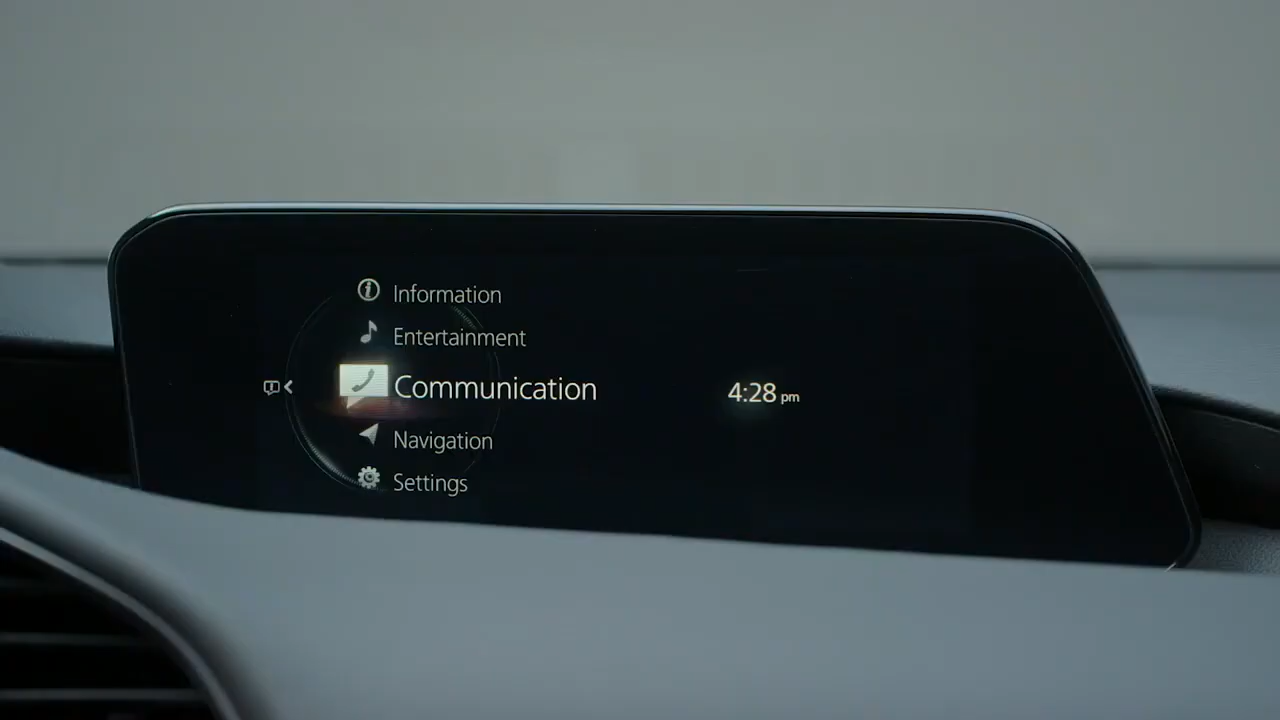 Information
Entertainment
Communication
4:28 pm
Navigation
Settings